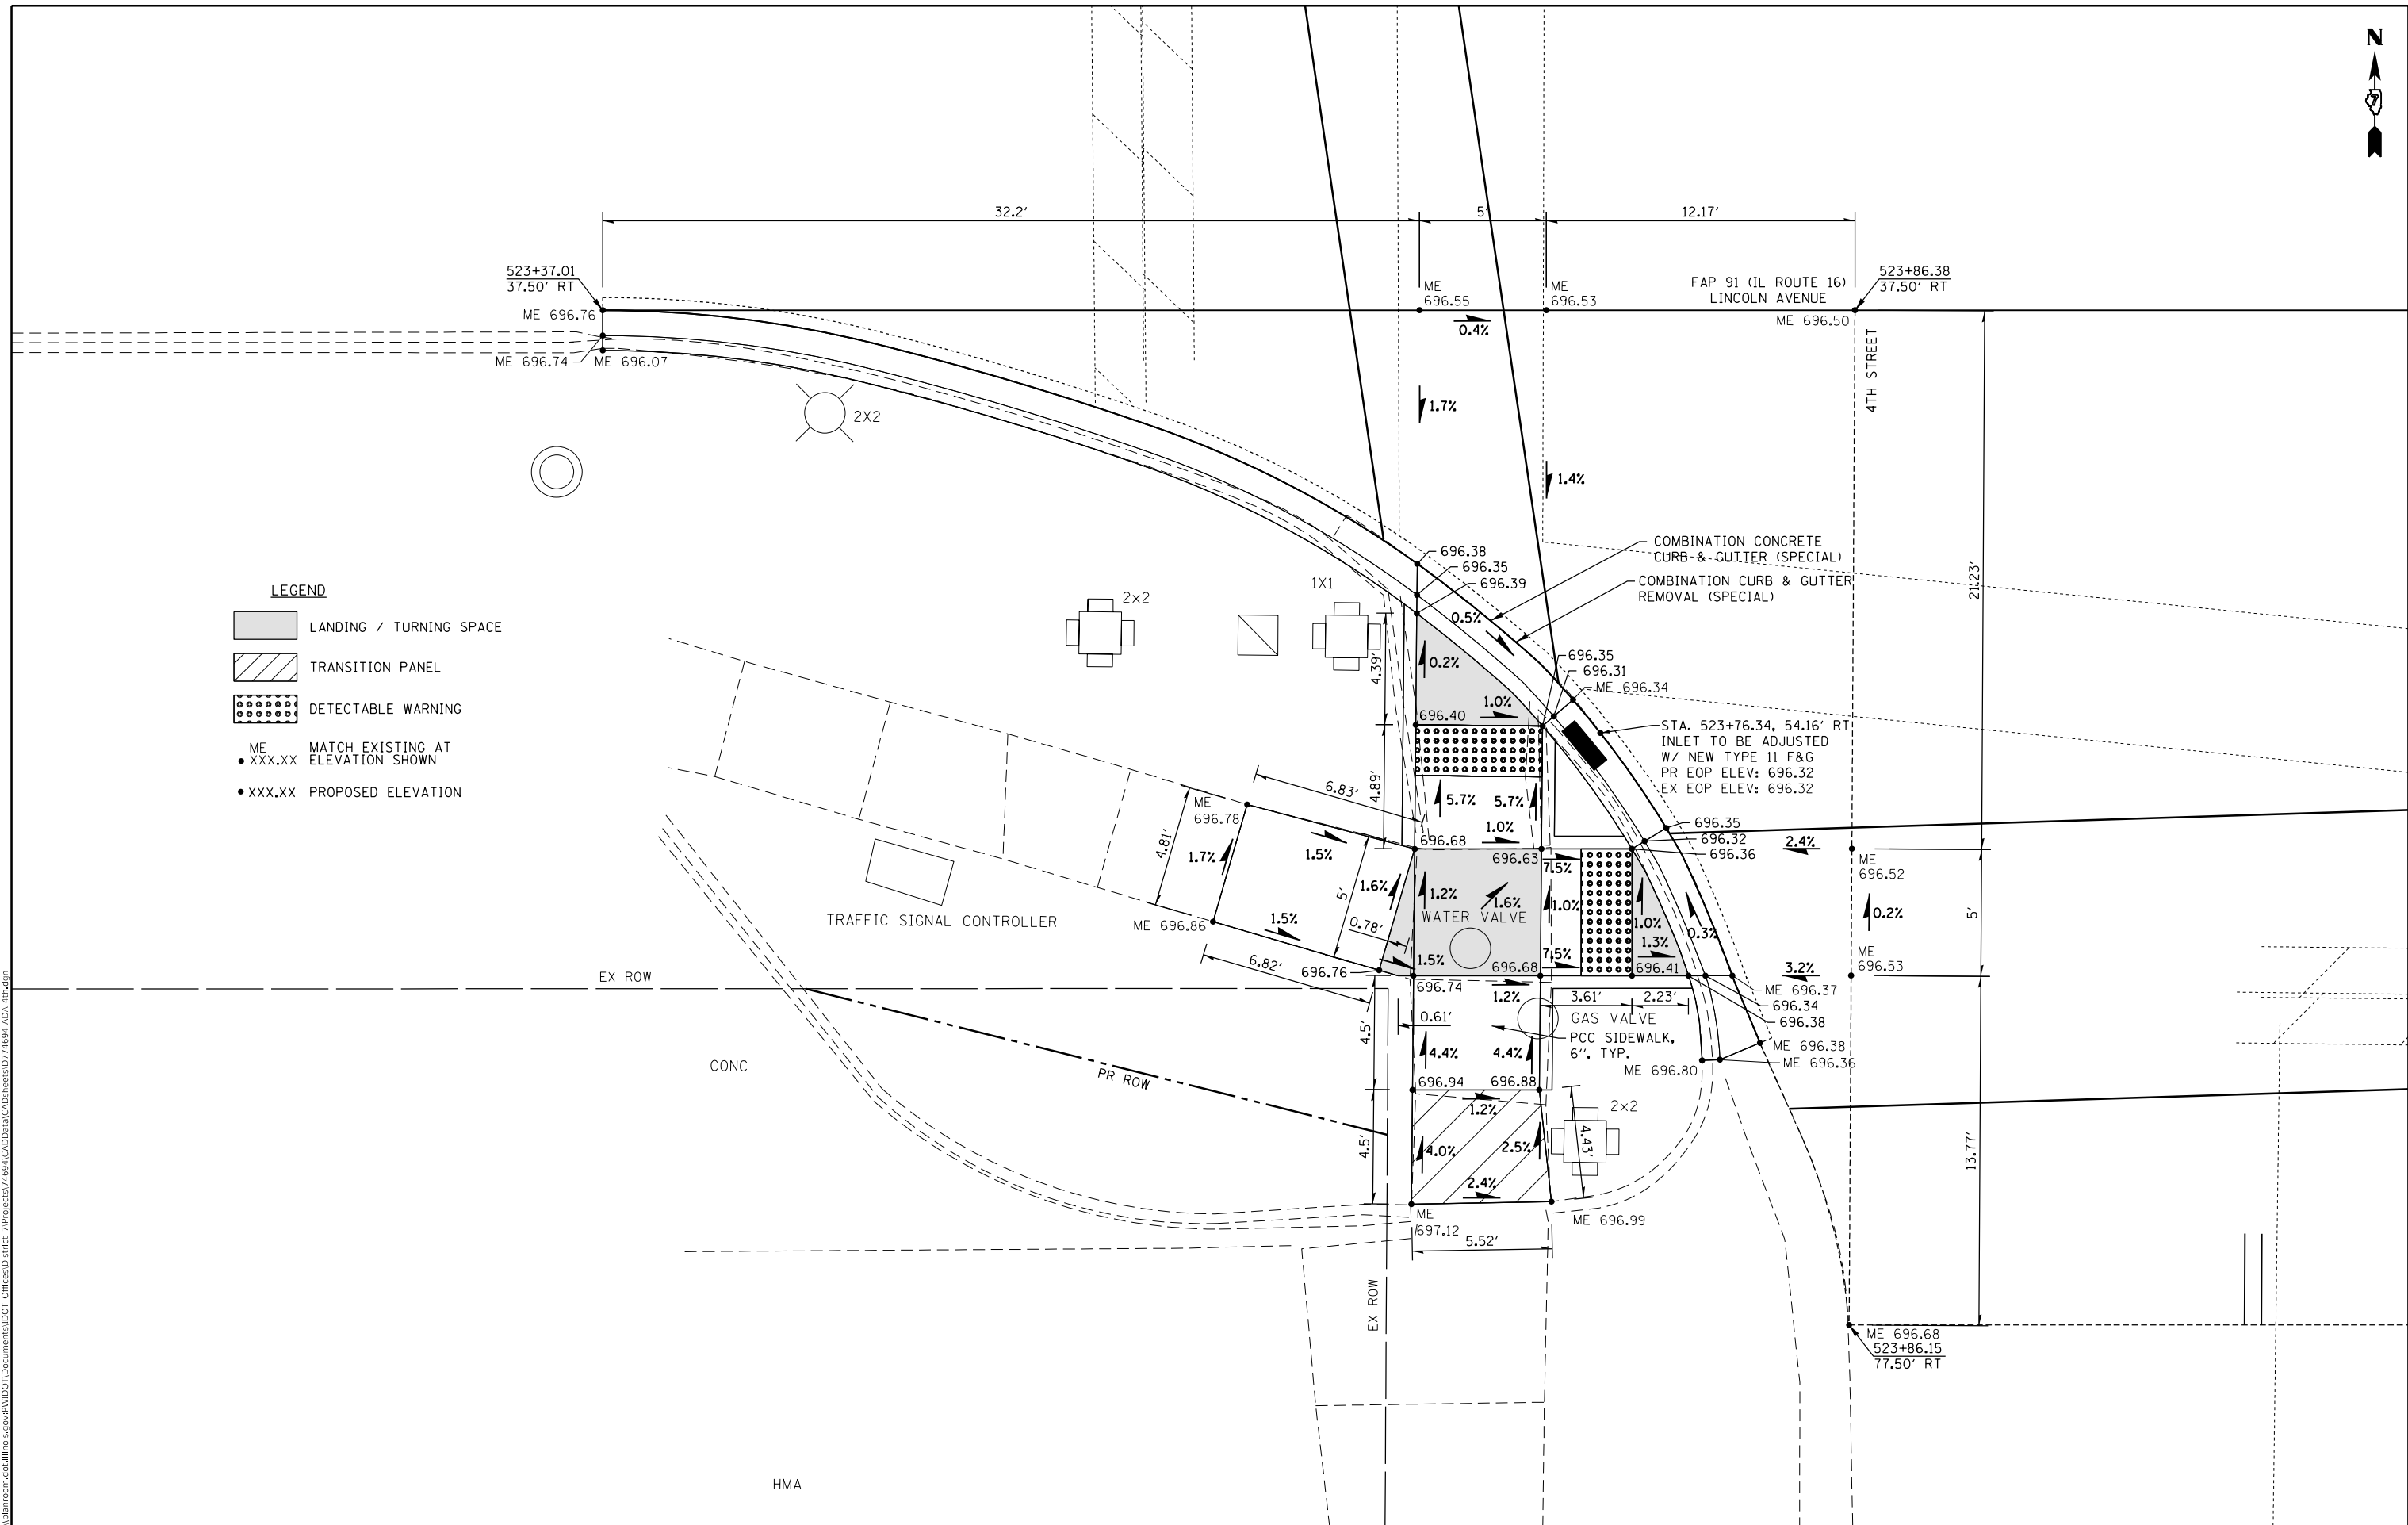 N
7
32.2'
5'
12.17'
523+37.01
37.50' RT
ME 696.76
ME 696.74
ME 696.07
ME
696.55
ME
696.53
0.4%
FAP 91 (IL ROUTE 16)
LINCOLN AVENUE
523+86.38
37.50' RT
ME 696.50
4TH STREET
2X2
1.7%
1.4%
21.23'
COMBINATION CONCRETE
CURB & GUTTER (SPECIAL)
COMBINATION CURB & GUTTER
REMOVAL (SPECIAL)
696.38
696.35
696.39
0.5%
LEGEND
LANDING / TURNING SPACE
TRANSITION PANEL
DETECTABLE WARNING
ME
XXX.XX
MATCH EXISTING AT
ELEVATION SHOWN
XXX.XX PROPOSED ELEVATION
2x2
1X1
4.39'
0.2%
1.0%
696.40
696.35
696.31
ME 696.34
STA. 523+76.34, 54.16' RT
INLET TO BE ADJUSTED
W/ NEW TYPE 11 F&G
PR EOP ELEV: 696.32
EX EOP ELEV: 696.32
6.83'
4.89'
5.7%
5.7%
ME
696.78
4.81'
1.7%
1.5%
696.68
1.0%
696.63
7.5%
696.35
696.32
696.36
2.4%
ME
696.52
1.6%
5'
1.2%
1.6%
1.0%
1.0%
WATER VALVE
0.78'
0.2%
5'
TRAFFIC SIGNAL CONTROLLER
ME 696.86
1.5%
1.3%
0.3%
6.82'
696.76
1.5%
696.68
7.5%
696.41
3.2%
ME
696.53
EX ROW
696.74
1.2%
3.61'
2.23'
ME 696.37
696.34
696.38
0.61'
GAS VALVE
PCC SIDEWALK,
6", TYP.
4.5'
4.4%
4.4%
ME 696.38
ME 696.36
ME 696.80
CONC
PR ROW
696.94
696.88
1.2%
2x2
4.43'
4.5'
4.0%
2.5%
2.4%
13.77'
ME
697.12
ME 696.99
5.52'
EX ROW
ME 696.68
523+86.15
77.50' RT
HMA